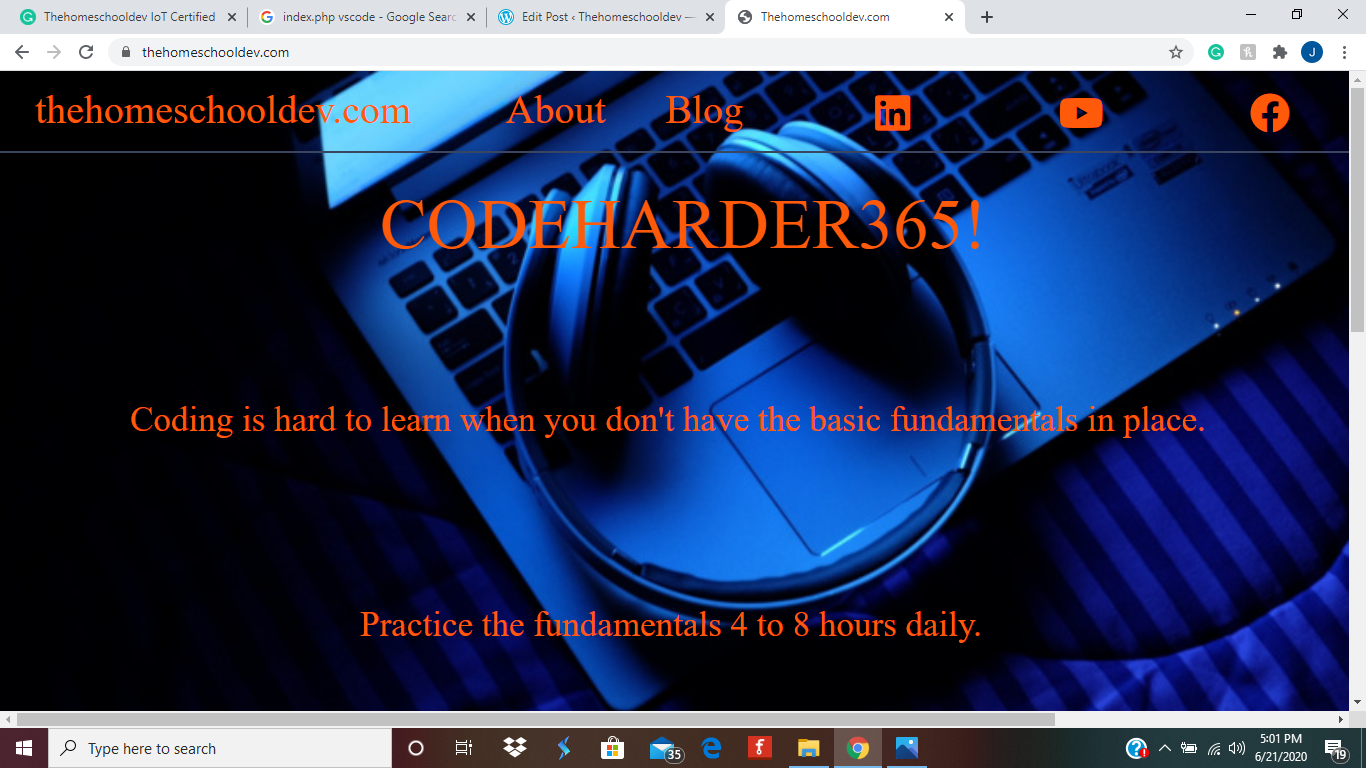 Thehomeschooldev IoT Certified
index.php vscode - Google Searc
Edit Post ‹ Thehomeschooldev —
Thehomeschooldev.com
thehomeschooldev.com
J
thehomeschooldev.com About Blog
CODEHARDER365!
Coding is hard to learn when you don't have the basic fundamentals in place.
Practice the fundamentals 4 to 8 hours daily.
Type here to search
35
5:01 PM
6/21/2020
19